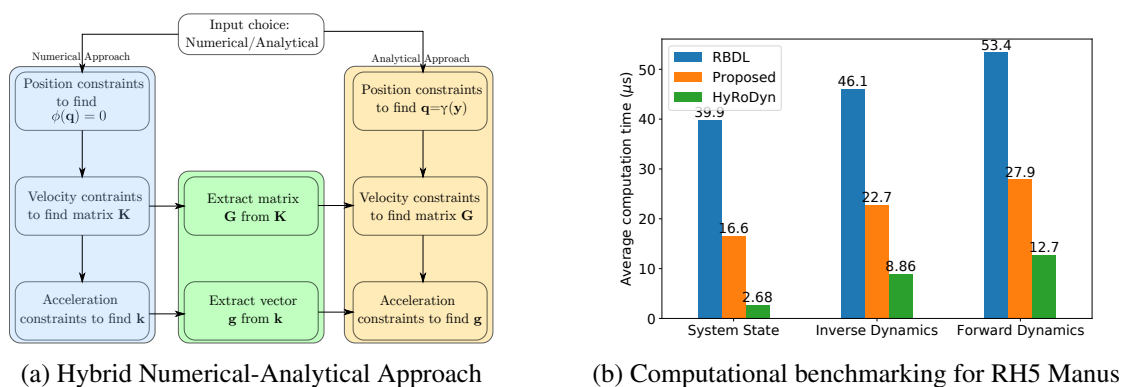 Input choice:
Numerical/Analytical
Numerical Approach
Analytical Approach
Position constraints
to find
ϕ(q) = 0
Position constraints
to find q=γ(y)
Velocity contraints
to find matrix K
Extract matrix
G from K
Velocity constraints
to find matrix G
Acceleration
constraints to find k
Extract vector
g from k
Acceleration
constraints to find g
(a) Hybrid Numerical-Analytical Approach
Average computation time (μs)
50
40
30
20
10
0
RBDL
Proposed
HyRoDyn
39.9
16.6
2.68
46.1
22.7
8.86
53.4
27.9
12.7
System State
Inverse Dynamics
Forward Dynamics
(b) Computational benchmarking for RH5 Manus